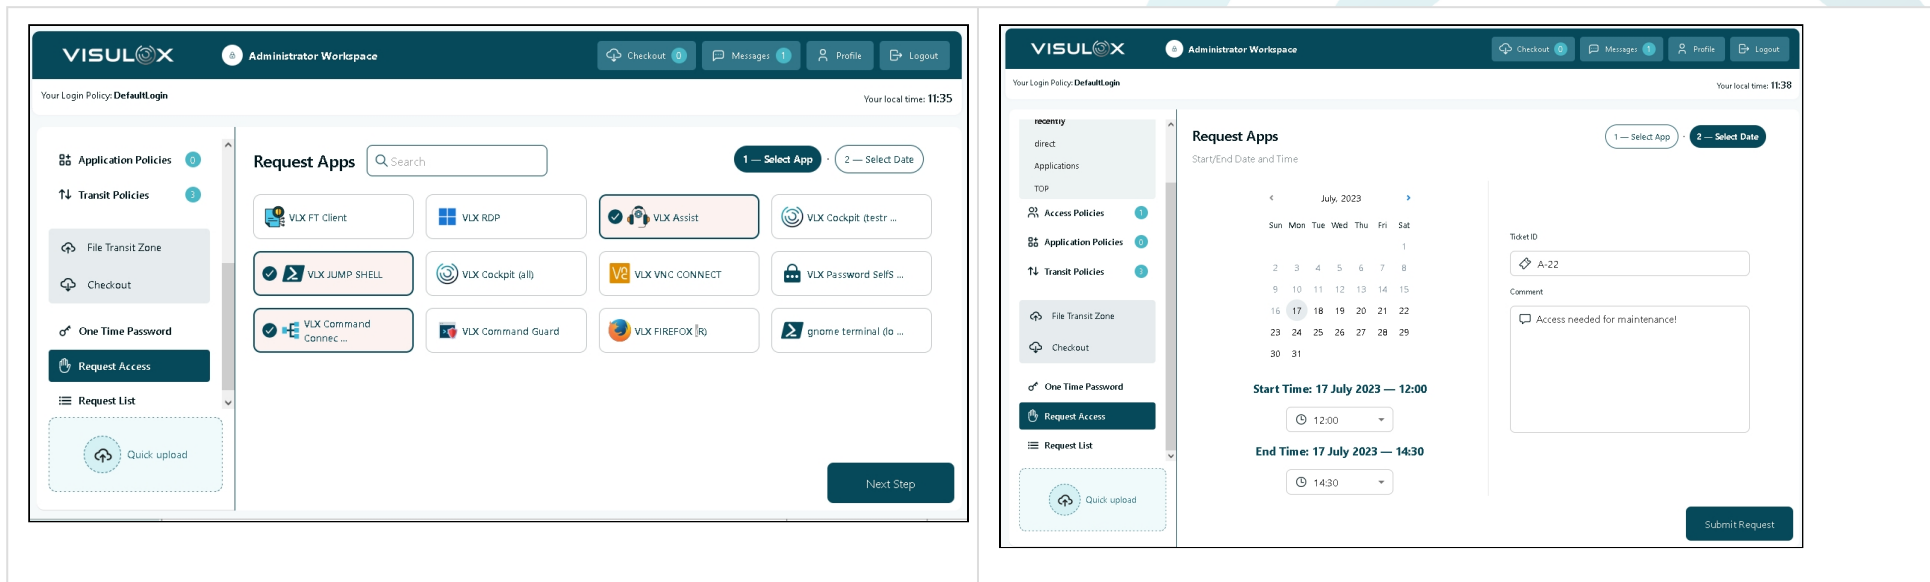 VISULOX
Administrator Workspace
Checkout 0
Messages 1
Profile
Logout
Your Login Policy: DefaultLogin
Your local time: 11:35
Application Policies 0
Transit Policies 3
File Transit Zone
Checkout
One Time Password
Request Access
Request List
Quick upload
Request Apps
Search
1 — Select App
2 — Select Date
VLX FT Client
VLX RDP
VLX Assist
VLX Cockpit (testr ...
VLX JUMP SHELL
VLX Cockpit (all)
VLX VNC CONNECT
VLX Password SelfS ...
VLX Command
Connec ...
VLX Command Guard
VLX FIREFOX (R)
gnome terminal (lo ...
Next Step
VISULOX
Administrator Workspace
Checkout 0
Messages 1
Profile
Logout
Your Login Policy: DefaultLogin
Your local time: 11:38
recently
direct
Applications
TOP
Access Policies 1
Application Policies 0
Transit Policies 3
File Transit Zone
Checkout
One Time Password
Request Access
Request List
Quick upload
Request Apps
1 — Select App
2 — Select Date
Start/End Date and Time
July, 2023
Sun Mon Tue Wed Thu Fri Sat
1
2 3 4 5 6 7 8
9 10 11 12 13 14 15
16 17 18 19 20 21 22
23 24 25 26 27 28 29
30 31
Start Time: 17 July 2023 — 12:00
12:00
End Time: 17 July 2023 — 14:30
14:30
Ticket ID
A-22
Comment
Access needed for maintenance!
Submit Request